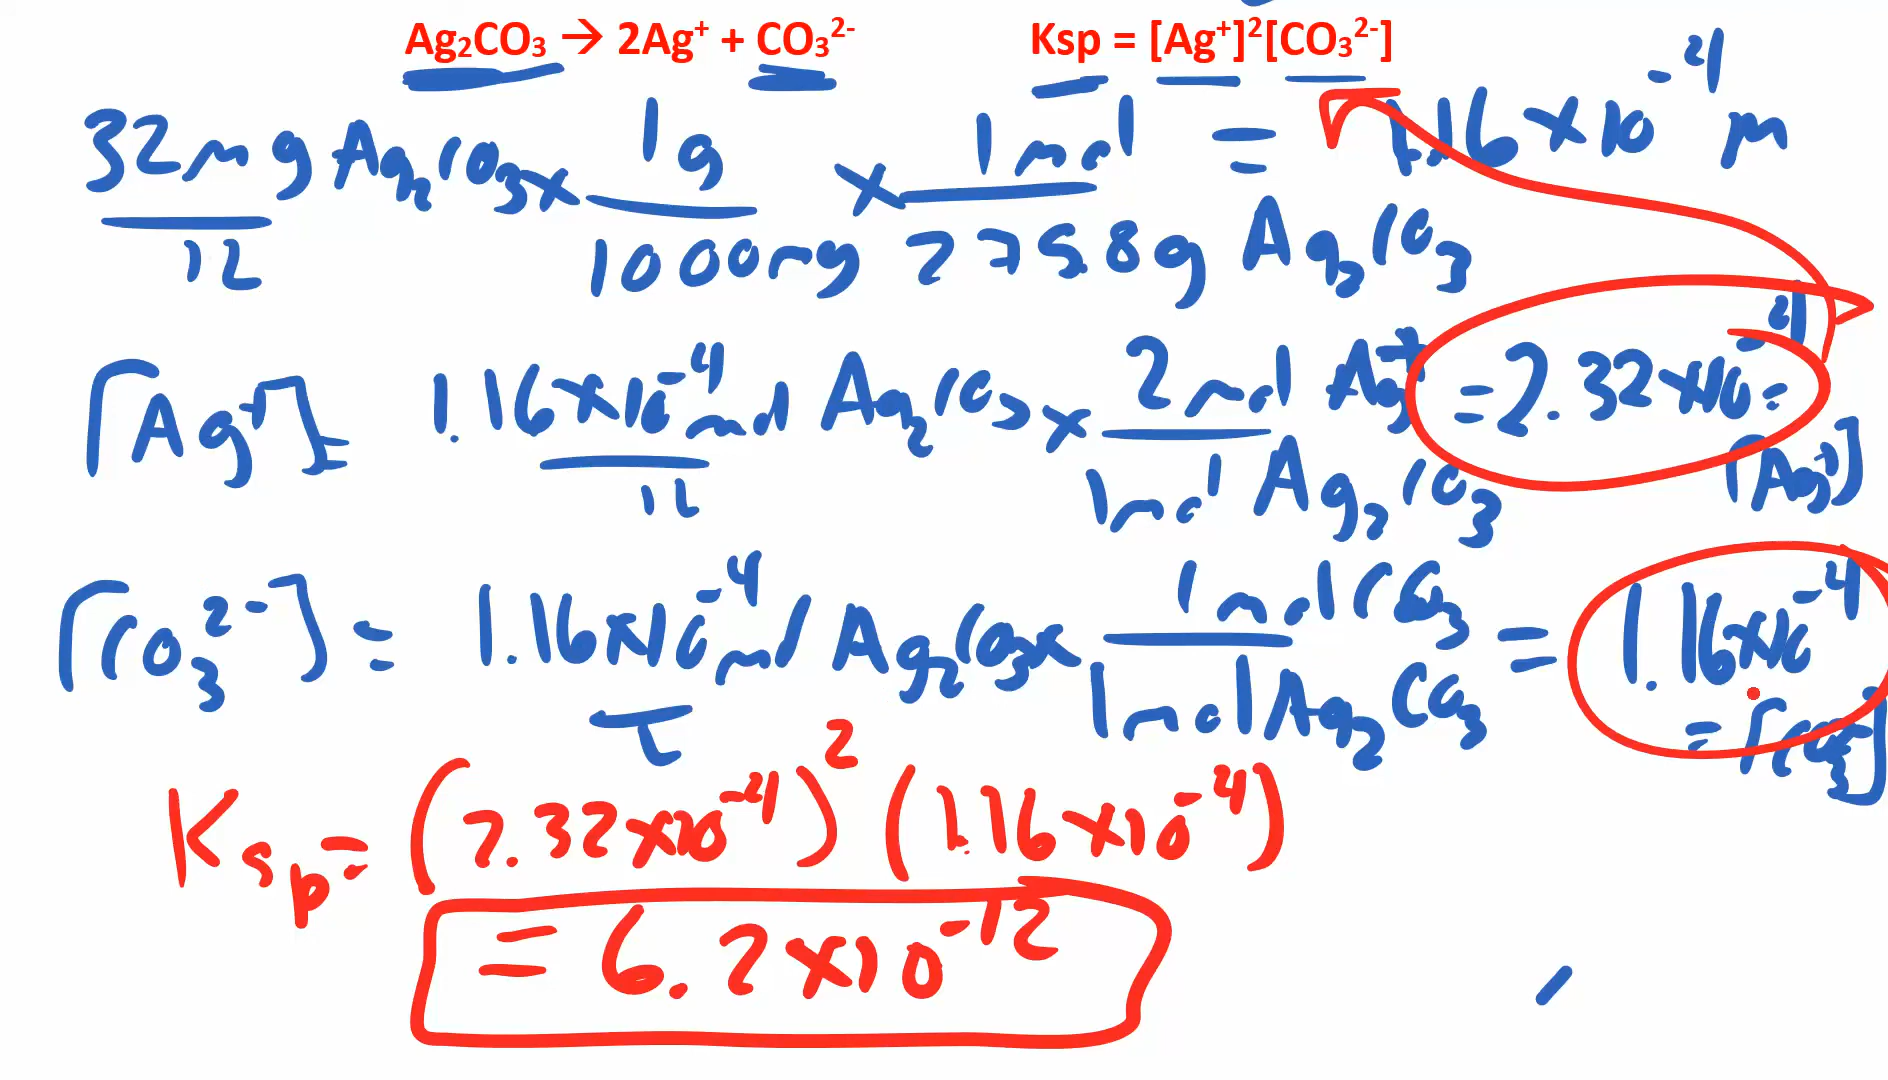 Ag₂CO₃ → 2Ag⁺ + CO₃²⁻ Ksp = [Ag⁺]²[CO₃²⁻]
32mg Ag₂CO₃ / 1L x 1g / 1000mg x 1mol / 275.8g Ag₂CO₃ = 1.16x10⁻⁴ M
[Ag⁺] = 1.16x10⁻⁴ mol Ag₂CO₃ / 1L x 2mol Ag⁺ / 1mol Ag₂CO₃ = 2.32x10⁻⁴ = [Ag⁺]
[CO₃²⁻] = 1.16x10⁻⁴ mol Ag₂CO₃ / L x 1mol CO₃ / 1mol Ag₂CO₃ = 1.16x10⁻⁴ = [CO₃²⁻]
Ksp = (2.32x10⁻⁴)² (1.16x10⁻⁴)
= 6.2x10⁻¹²